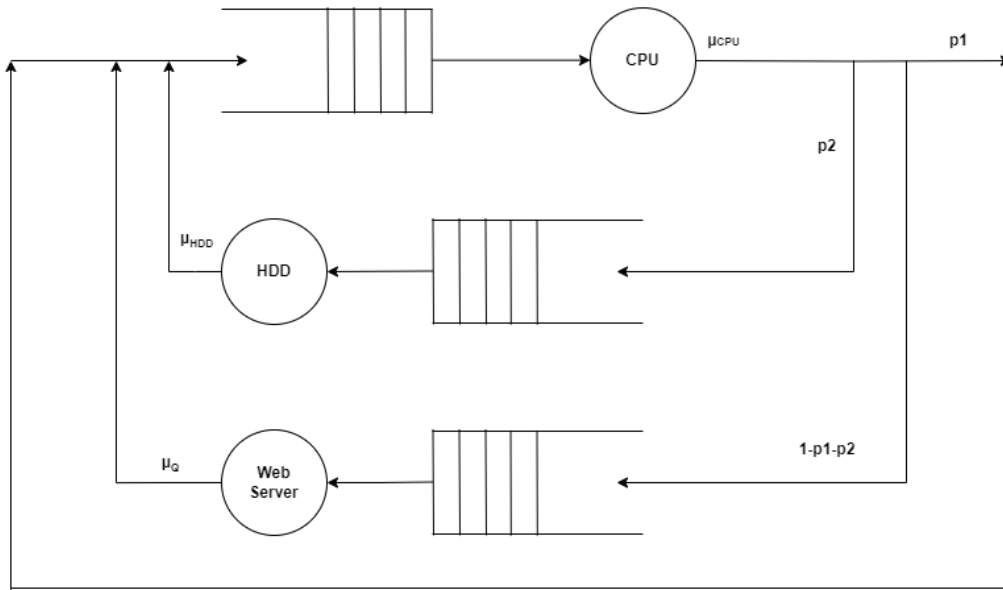 CPU
μCPU
p1
p2
μHDD
HDD
1-p1-p2
μQ
Web
Server